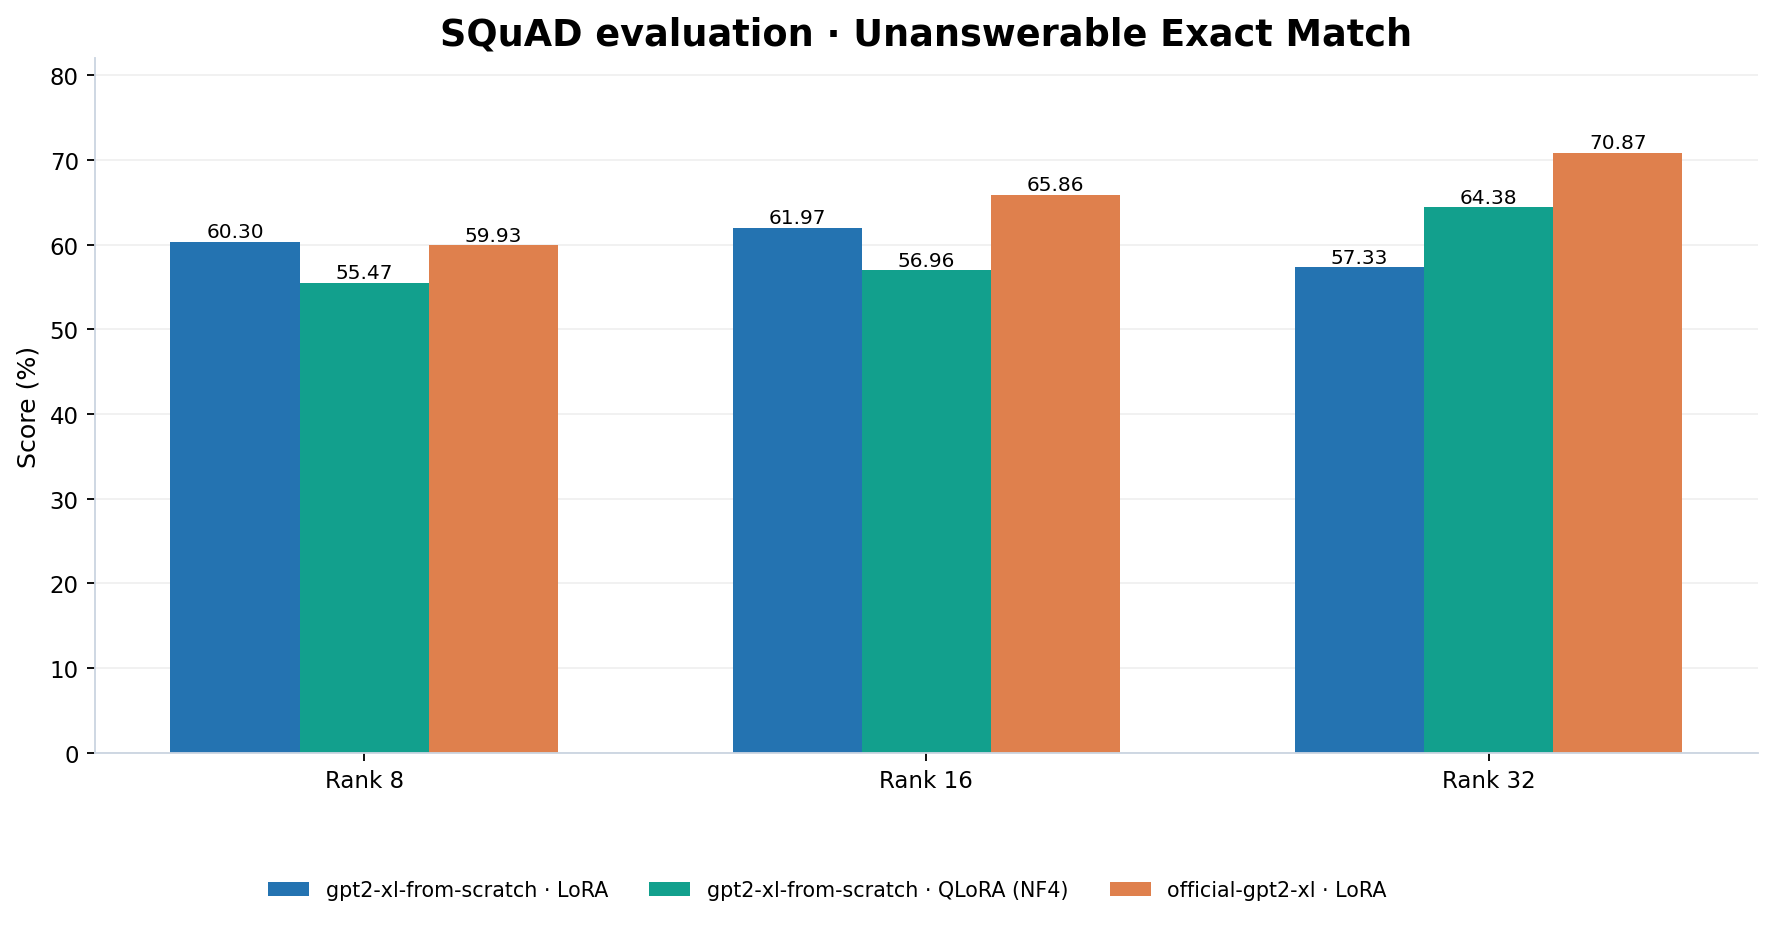 SQuAD evaluation · Unanswerable Exact Match
Score (%)
80
70
60
50
40
30
20
10
0
60.30
55.47
59.93
61.97
56.96
65.86
57.33
64.38
70.87
Rank 8
Rank 16
Rank 32
gpt2-xl-from-scratch · LoRA
gpt2-xl-from-scratch · QLoRA (NF4)
official-gpt2-xl · LoRA